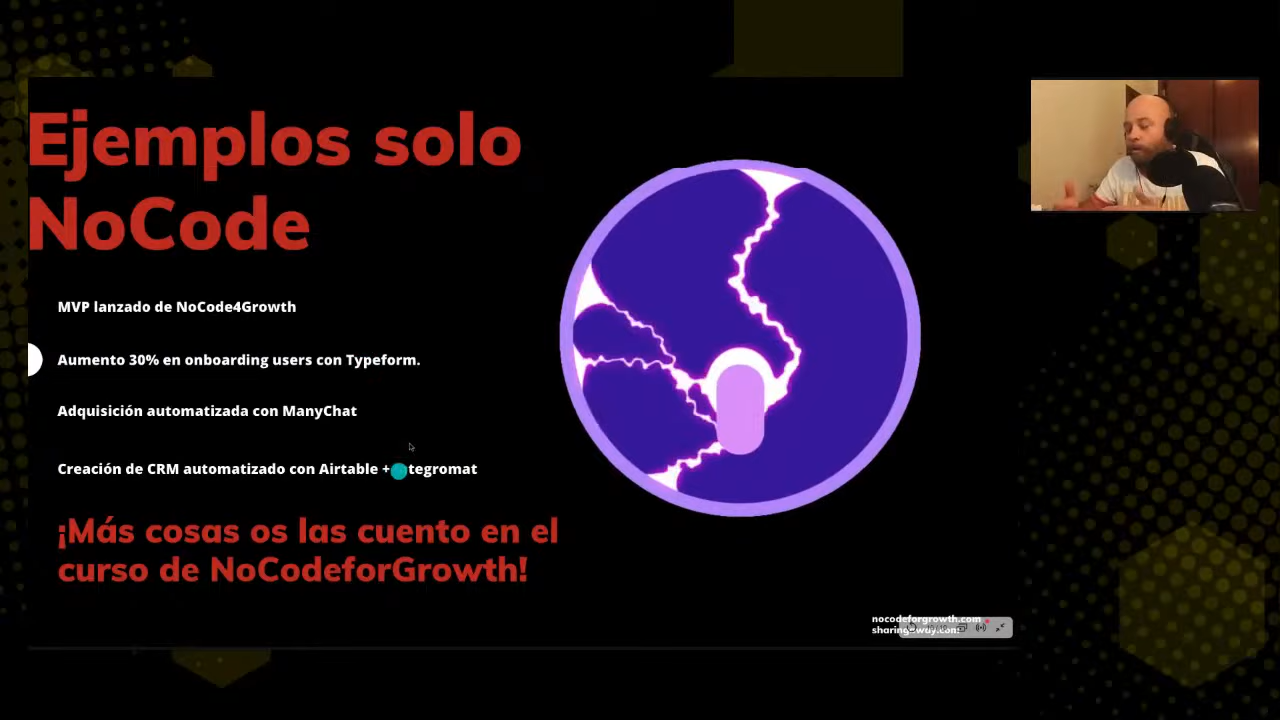 Ejemplos solo
NoCode
MVP lanzado de NoCode4Growth
Aumento 30% en onboarding users con Typeform.
Adquisición automatizada con ManyChat
Creación de CRM automatizado con Airtable + tegromat
¡Más cosas os las cuento en el
curso de NoCodeforGrowth!
nocodeforgrowth.com